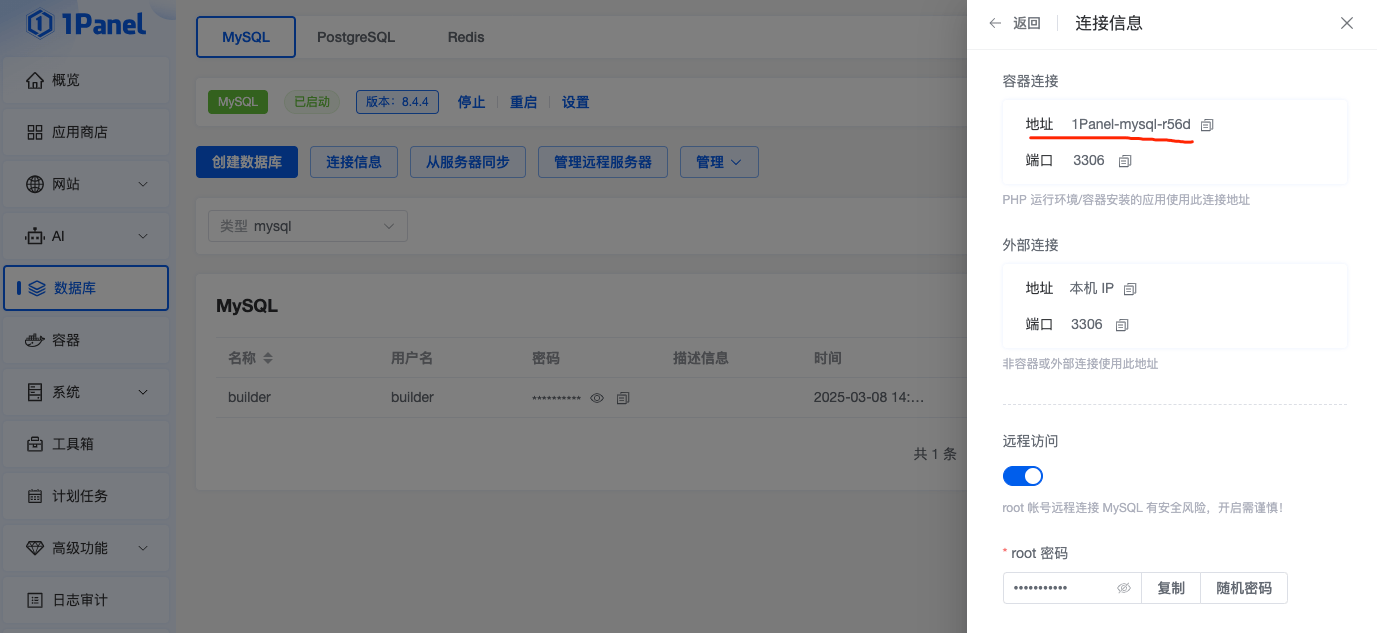 1Panel
概览
应用商店
网站
AI
数据库
容器
系统
工具箱
计划任务
高级功能
日志审计
MySQL PostgreSQL Redis
MySQL 已启动 版本：8.4.4 停止 重启 设置
创建数据库 连接信息 从服务器同步 管理远程服务器 管理
类型 mysql
MySQL
名称 用户名 密码 描述信息 时间
builder builder ********** 2025-03-08 14:...
共 1 条
返回 连接信息
容器连接
地址 1Panel-mysql-r56d
端口 3306
PHP 运行环境/容器安装的应用使用此连接地址
外部连接
地址 本机 IP
端口 3306
非容器或外部连接使用此地址
远程访问
root 帐号远程连接 MySQL 有安全风险，开启需谨慎！
* root 密码
••••••••••• 复制 随机密码